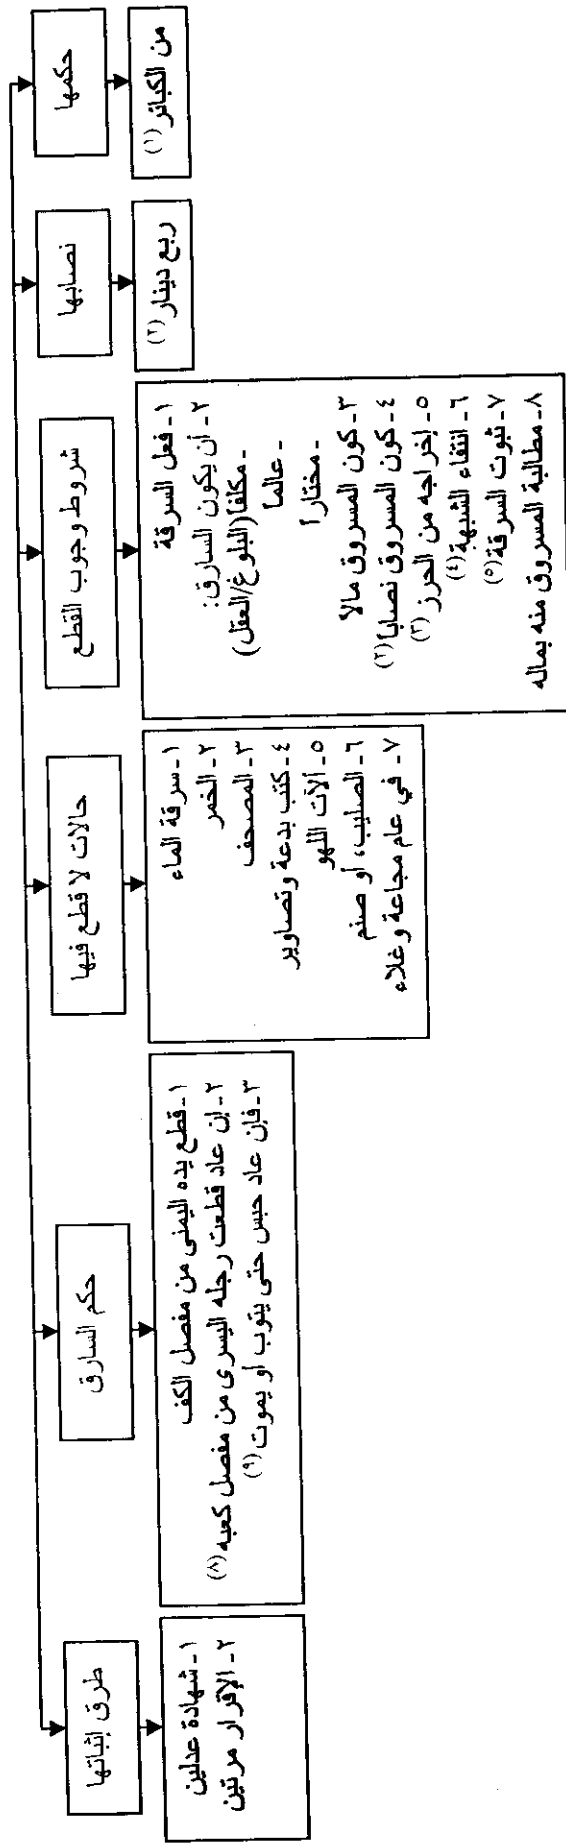 حكمها
من الكبائر (١)
نصابها
ربع دينار (٢)
شروط وجوب القطع
١- فعل السرقة
٢- أن يكون السارق:
- مكلفا (البلوغ/العقل)
- عالما
- مختارا
٣- كون المسروق مالا
٤- كون المسروق نصابا (٢)
٥- إخراجه من الحرز (٣)
٦- انتفاء الشبهة (٤)
٧- ثبوت السرقة (٥)
٨- مطالبة المسروق منه بماله
حالات لا قطع فيها
١- سرقة الماء
٢- الخمر
٣- المصحف
٤- كتب بدعة وتصاوير
٥- آلات اللهو
٦- الصليب، أو صنم
٧- في عام مجاعة وغلاء
حكم السارق
١- قطع يده اليمنى من مفصل الكف
٢- إن عاد قطعت رجله اليسرى من مفصل كعبه (٨)
٣- فإن عاد حبس حتى يتوب أو يموت (٩)
طرق إثباتها
١- شهادة عدلين
٢- الإقرار مرتين